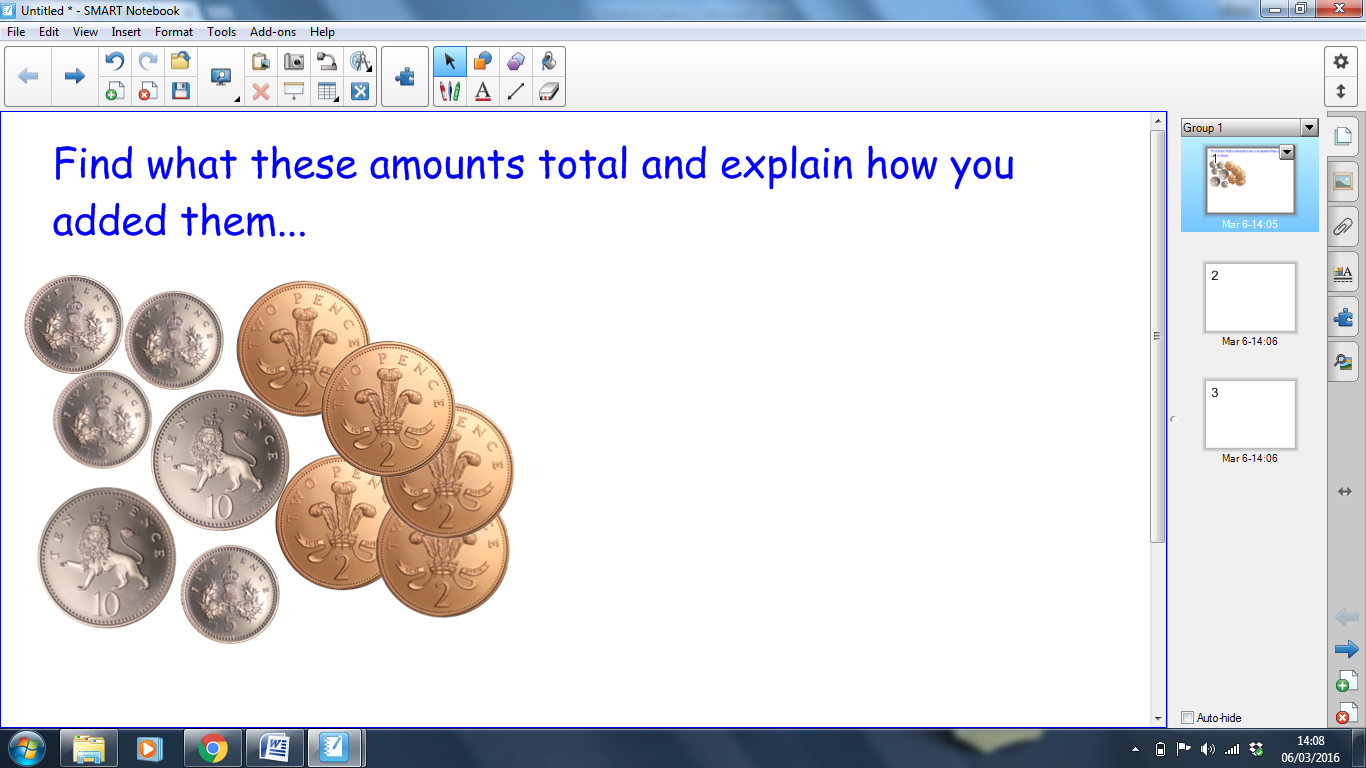 Untitled * - SMART Notebook
File Edit View Insert Format Tools Add-ons Help
Find what these amounts total and explain how you
added them...
FIVE PENCE
5
FIVE PENCE
5
FIVE PENCE
5
TEN PENCE
10
TEN PENCE
10
FIVE PENCE
5
TWO PENCE
2
TWO PENCE
2
PENCE
2
TWO
2
2
Group 1
1
Mar 6-14:05
2
Mar 6-14:06
3
Mar 6-14:06
Auto-hide
14:08
06/03/2016